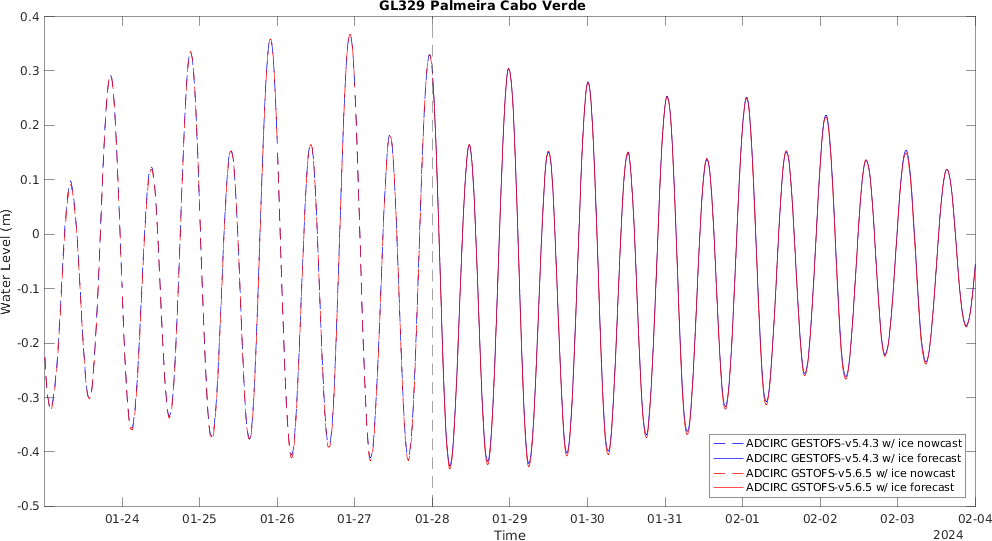 GL329 Palmeira Cabo Verde
0.4
0.3
0.2
0.1
0
-0.1
-0.2
-0.3
-0.4
-0.5
Water Level (m)
01-24 01-25 01-26 01-27 01-28 01-29 01-30 01-31 02-01 02-02 02-03 02-04
Time
2024
ADCIRC GESTOFS-v5.4.3 w/ ice nowcast
ADCIRC GESTOFS-v5.4.3 w/ ice forecast
ADCIRC GSTOFS-v5.6.5 w/ ice nowcast
ADCIRC GSTOFS-v5.6.5 w/ ice forecast